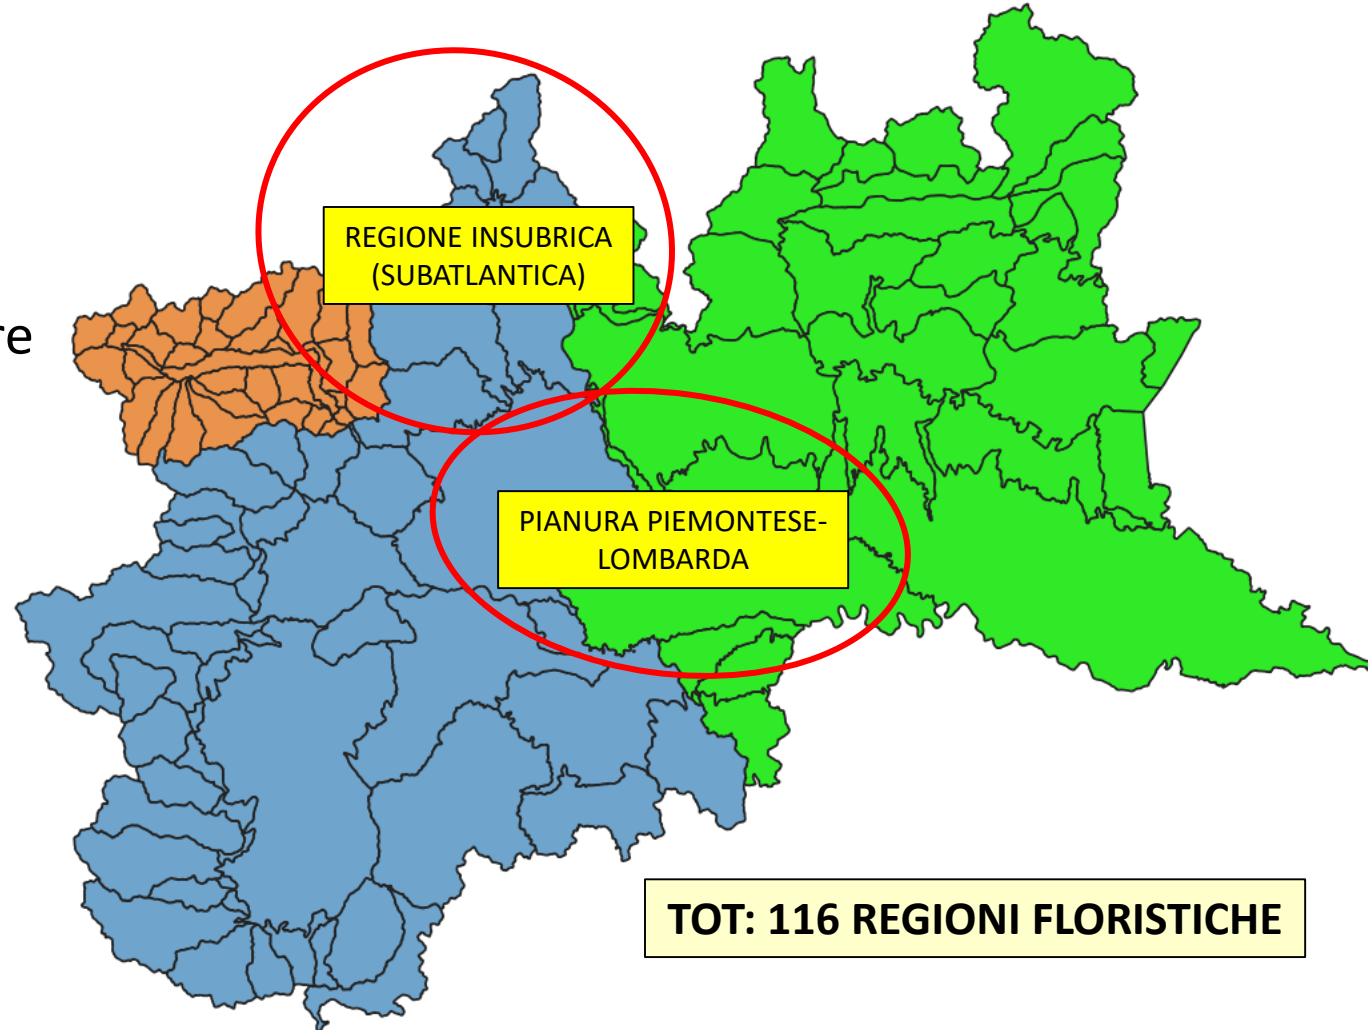 REGIONE INSUBRICA
(SUBATLANTICA)
re
PIANURA PIEMONTESE-
LOMBARDA
TOT: 116 REGIONI FLORISTICHE